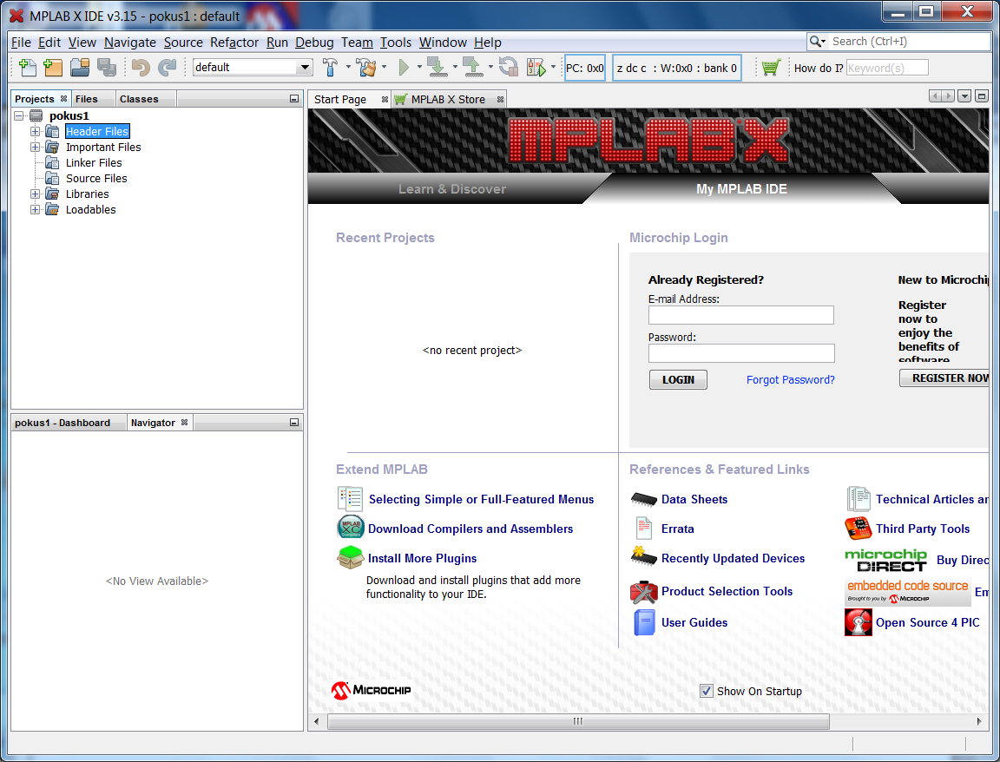 MPLAB X IDE v3.15 - pokus1 : default
File Edit View Navigate Source Refactor Run Debug Team Tools Window Help
Search (Ctrl+I)
default
PC: 0x0
z dc c : W:0x0 : bank 0
How do I?
Keyword(s)
Projects
Files
Classes
pokus1
Header Files
Important Files
Linker Files
Source Files
Libraries
Loadables
pokus1 - Dashboard
Navigator
<No View Available>
Start Page
MPLAB X Store
MPLAB X
Learn & Discover
My MPLAB IDE
Recent Projects
<no recent project>
Microchip Login
Already Registered?
E-mail Address:
Password:
LOGIN
Forgot Password?
New to Microchi
Register
now to
enjoy the
benefits of
software
REGISTER NOW
Extend MPLAB
Selecting Simple or Full-Featured Menus
MPLAB
XC
Download Compilers and Assemblers
Install More Plugins
Download and install plugins that add more
functionality to your IDE.
References & Featured Links
Data Sheets
Errata
Recently Updated Devices
Product Selection Tools
User Guides
Technical Articles an
Third Party Tools
microchip
DIRECT
Buy Direc
embedded code source
Brought to you by MICROCHIP
Em
Open Source 4 PIC
MICROCHIP
Show On Startup